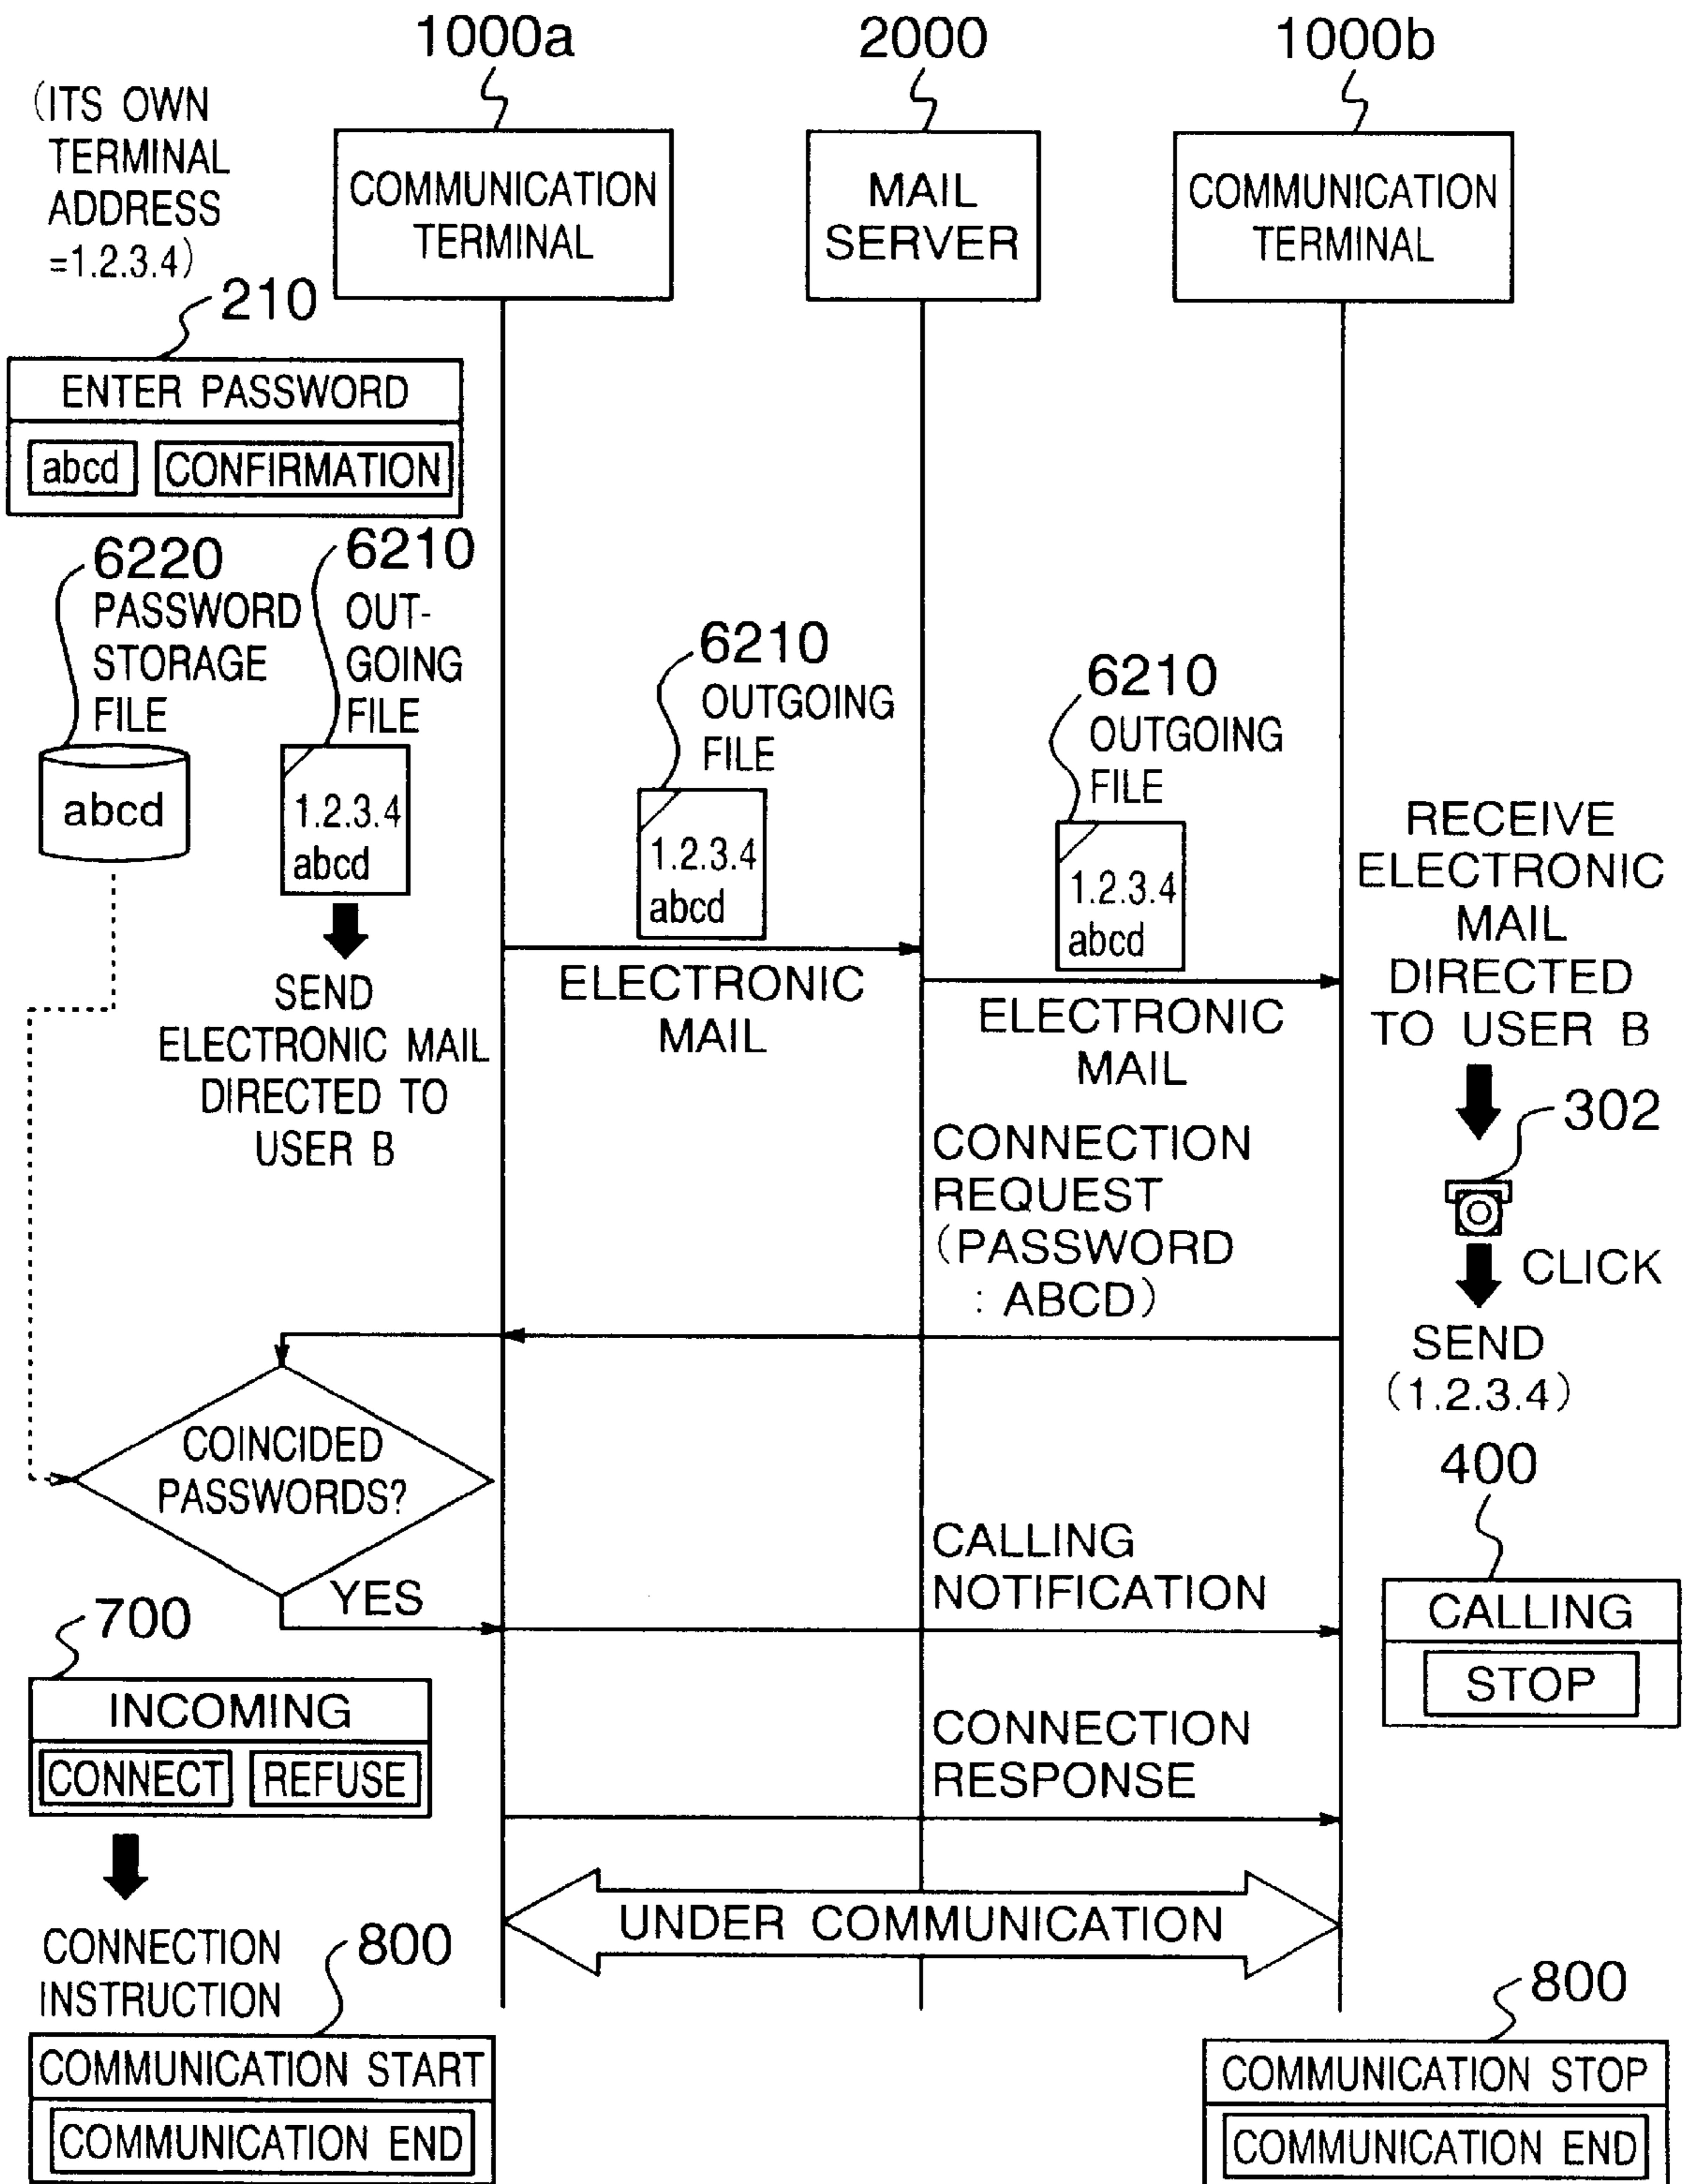 1000a
2000
1000b
(ITS OWN
TERMINAL
ADDRESS
=1.2.3.4)
COMMUNICATION
TERMINAL
MAIL
SERVER
COMMUNICATION
TERMINAL
210
ENTER PASSWORD
abcd
CONFIRMATION
6220
PASSWORD
STORAGE
FILE
abcd
6210
OUT-
GOING
FILE
1.2.3.4
abcd
SEND
ELECTRONIC MAIL
DIRECTED TO
USER B
6210
OUTGOING
FILE
1.2.3.4
abcd
ELECTRONIC
MAIL
6210
OUTGOING
FILE
1.2.3.4
abcd
ELECTRONIC
MAIL
RECEIVE
ELECTRONIC
MAIL
DIRECTED
TO USER B
302
CLICK
SEND
(1.2.3.4)
CONNECTION
REQUEST
(PASSWORD
: ABCD)
COINCIDED
PASSWORDS?
YES
CALLING
NOTIFICATION
400
CALLING
STOP
700
INCOMING
CONNECT
REFUSE
CONNECTION
RESPONSE
CONNECTION
INSTRUCTION
UNDER COMMUNICATION
800
COMMUNICATION START
COMMUNICATION END
800
COMMUNICATION STOP
COMMUNICATION END